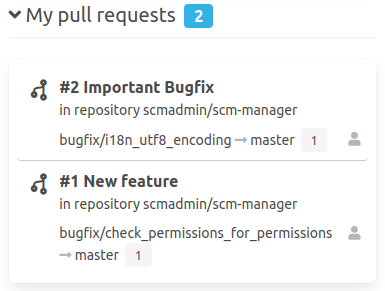 My pull requests 2
#2 Important Bugfix
in repository scmadmin/scm-manager
bugfix/i18n_utf8_encoding → master 1
#1 New feature
in repository scmadmin/scm-manager
bugfix/check_permissions_for_permissions
→ master 1